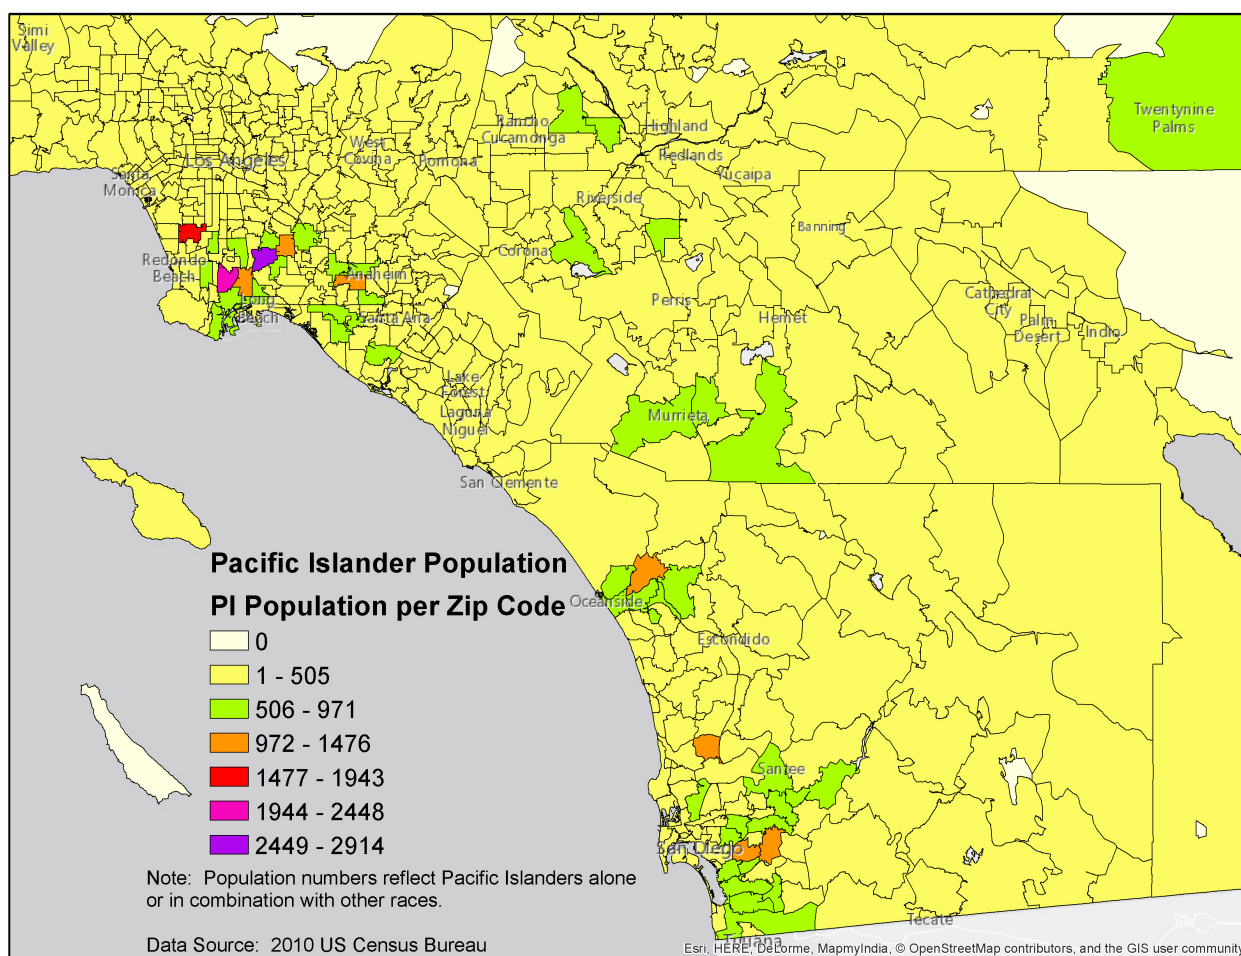 Simi
Valley
Twentynine
Palms
Rancho
Cucamonga
Highland
West
Covina
Los Angeles
Pomona
Redlands
Santa
Monica
Yucaipa
Riverside
Banning
Corona
Redondo
Beach
Anaheim
Perris
Cathedral
City
Long
Beach
Santa Ana
Hemet
Palm
Desert
Indio
Lake
Forest
Laguna
Niguel
Murrieta
San Clemente
Pacific Islander Population
PI Population per Zip Code
Oceanside
0
Escondido
1 - 505
506 - 971
972 - 1476
Santee
1477 - 1943
1944 - 2448
2449 - 2914
San Diego
Note:  Population numbers reflect Pacific Islanders alone
or in combination with other races.
Tecate
Tijuana
Data Source:  2010 US Census Bureau
Esri, HERE, DeLorme, MapmyIndia, © OpenStreetMap contributors, and the GIS user community